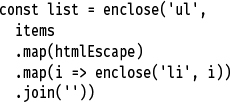 const list = enclose('ul',
  items
  .map(htmlEscape)
  .map(i => enclose('li', i))
  .join(''))